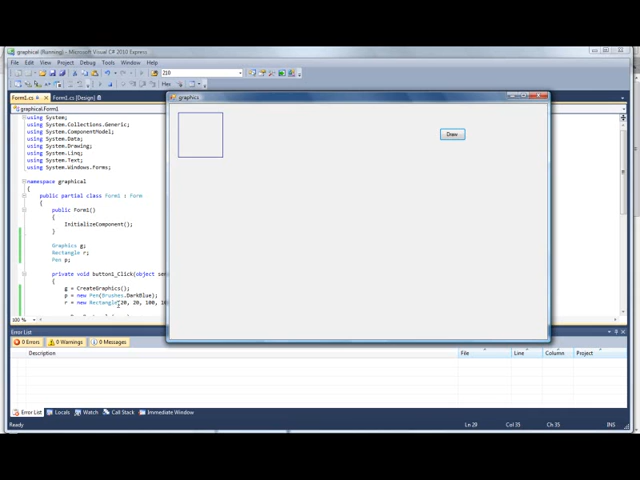 graphical (Running) - Microsoft Visual C# 2010 Express
File Edit View Project Debug Tools Window Help
210
Hex
Form1.cs Form1.cs [Design]
graphical.Form1
graphics
Draw
using System;
using System.Collections.Generic;
using System.ComponentModel;
using System.Data;
using System.Drawing;
using System.Linq;
using System.Text;
using System.Windows.Forms;
namespace graphical
{
public partial class Form1 : Form
{
public Form1()
{
InitializeComponent();
}
Graphics g;
Rectangle r;
Pen p;
private void button1_Click(object sen
{
g = CreateGraphics();
p = new Pen(Brushes.DarkBlue);
r = new Rectangle(20, 20, 100, 10
100 %
Error List
0 Errors 0 Warnings 0 Messages
Description File Line Column Project
Error List Locals Watch Call Stack Immediate Window
Ready Ln 29 Col 35 Ch 35 INS